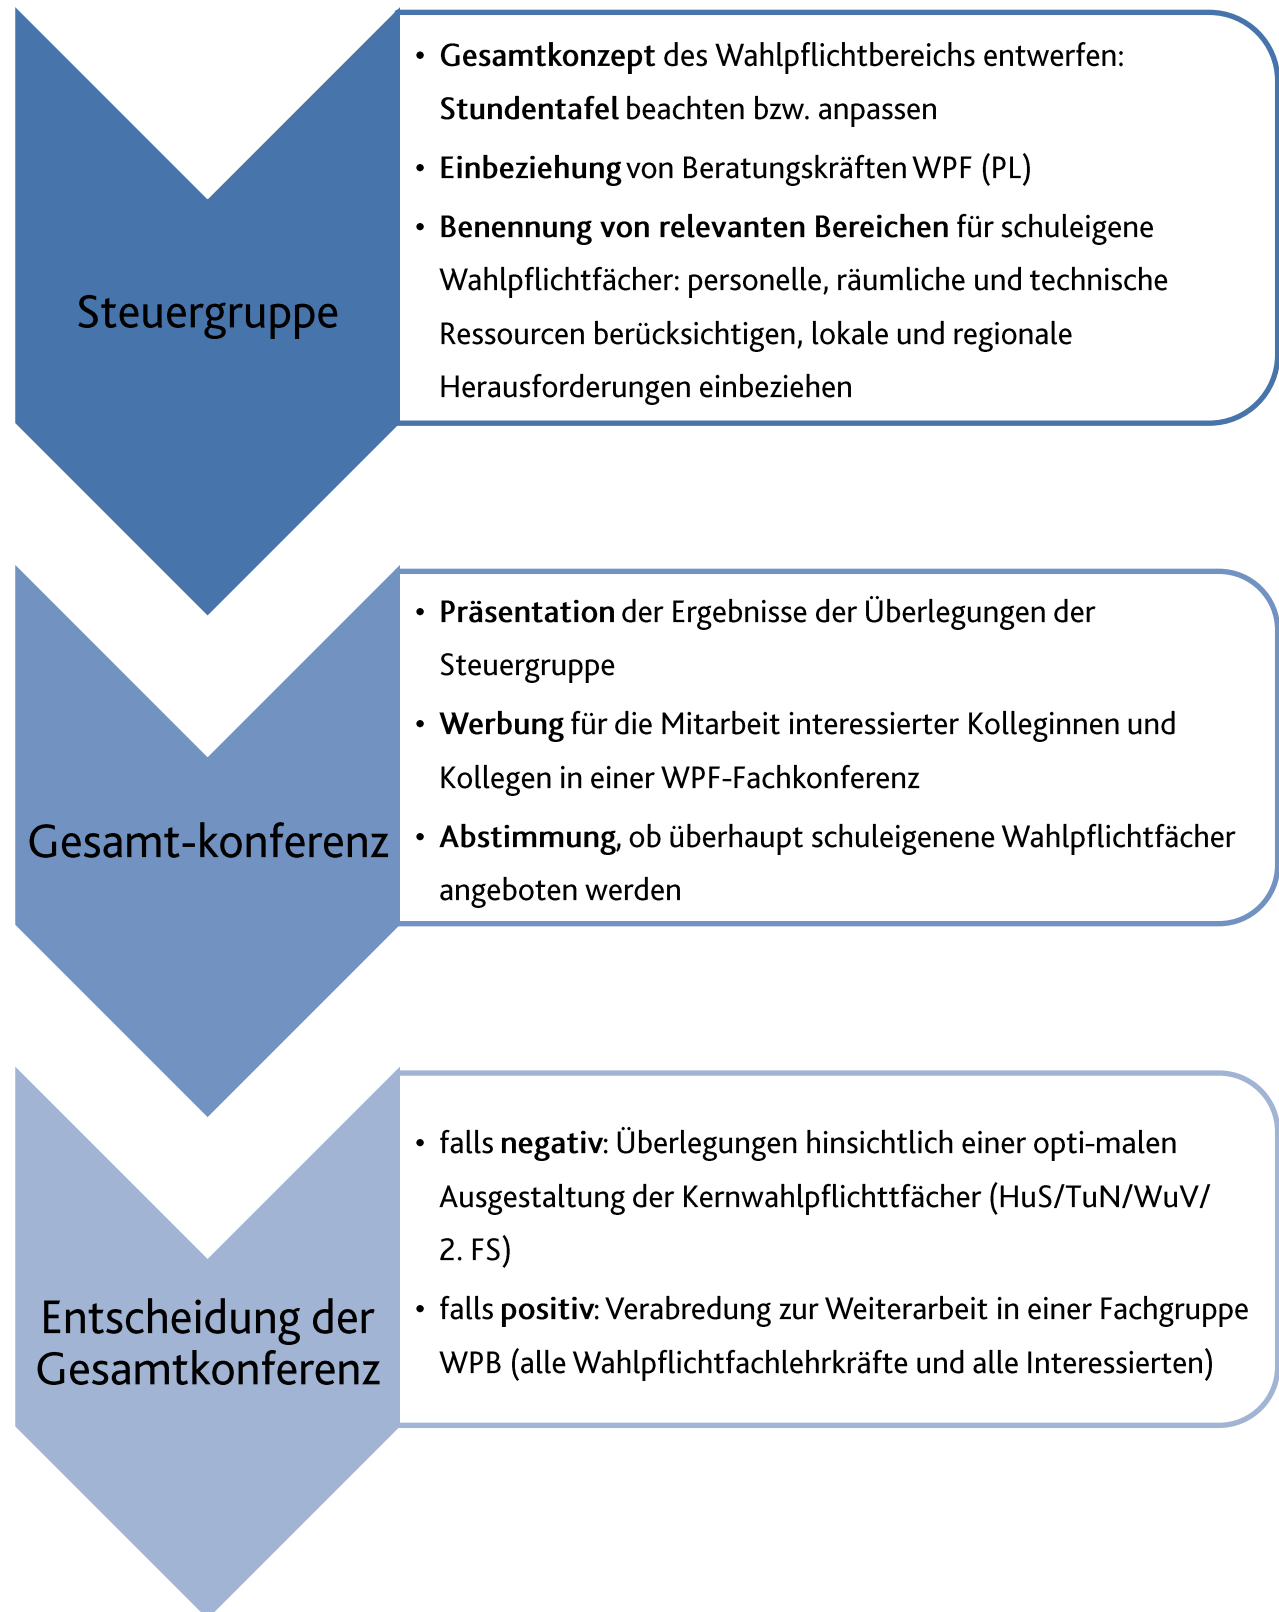 Steuergruppe
• Gesamtkonzept des Wahlpflichtbereichs entwerfen:
Stundentafel beachten bzw. anpassen
• Einbeziehung von Beratungskräften WPF (PL)
• Benennung von relevanten Bereichen für schuleigene
Wahlpflichtfächer: personelle, räumliche und technische
Ressourcen berücksichtigen, lokale und regionale
Herausforderungen einbeziehen
Gesamt-konferenz
• Präsentation der Ergebnisse der Überlegungen der
Steuergruppe
• Werbung für die Mitarbeit interessierter Kolleginnen und
Kollegen in einer WPF-Fachkonferenz
• Abstimmung, ob überhaupt schuleigenene Wahlpflichtfächer
angeboten werden
Entscheidung der
Gesamtkonferenz
• falls negativ: Überlegungen hinsichtlich einer opti-malen
Ausgestaltung der Kernwahlpflichttfächer (HuS/TuN/WuV/
2. FS)
• falls positiv: Verabredung zur Weiterarbeit in einer Fachgruppe
WPB (alle Wahlpflichtfachlehrkräfte und alle Interessierten)